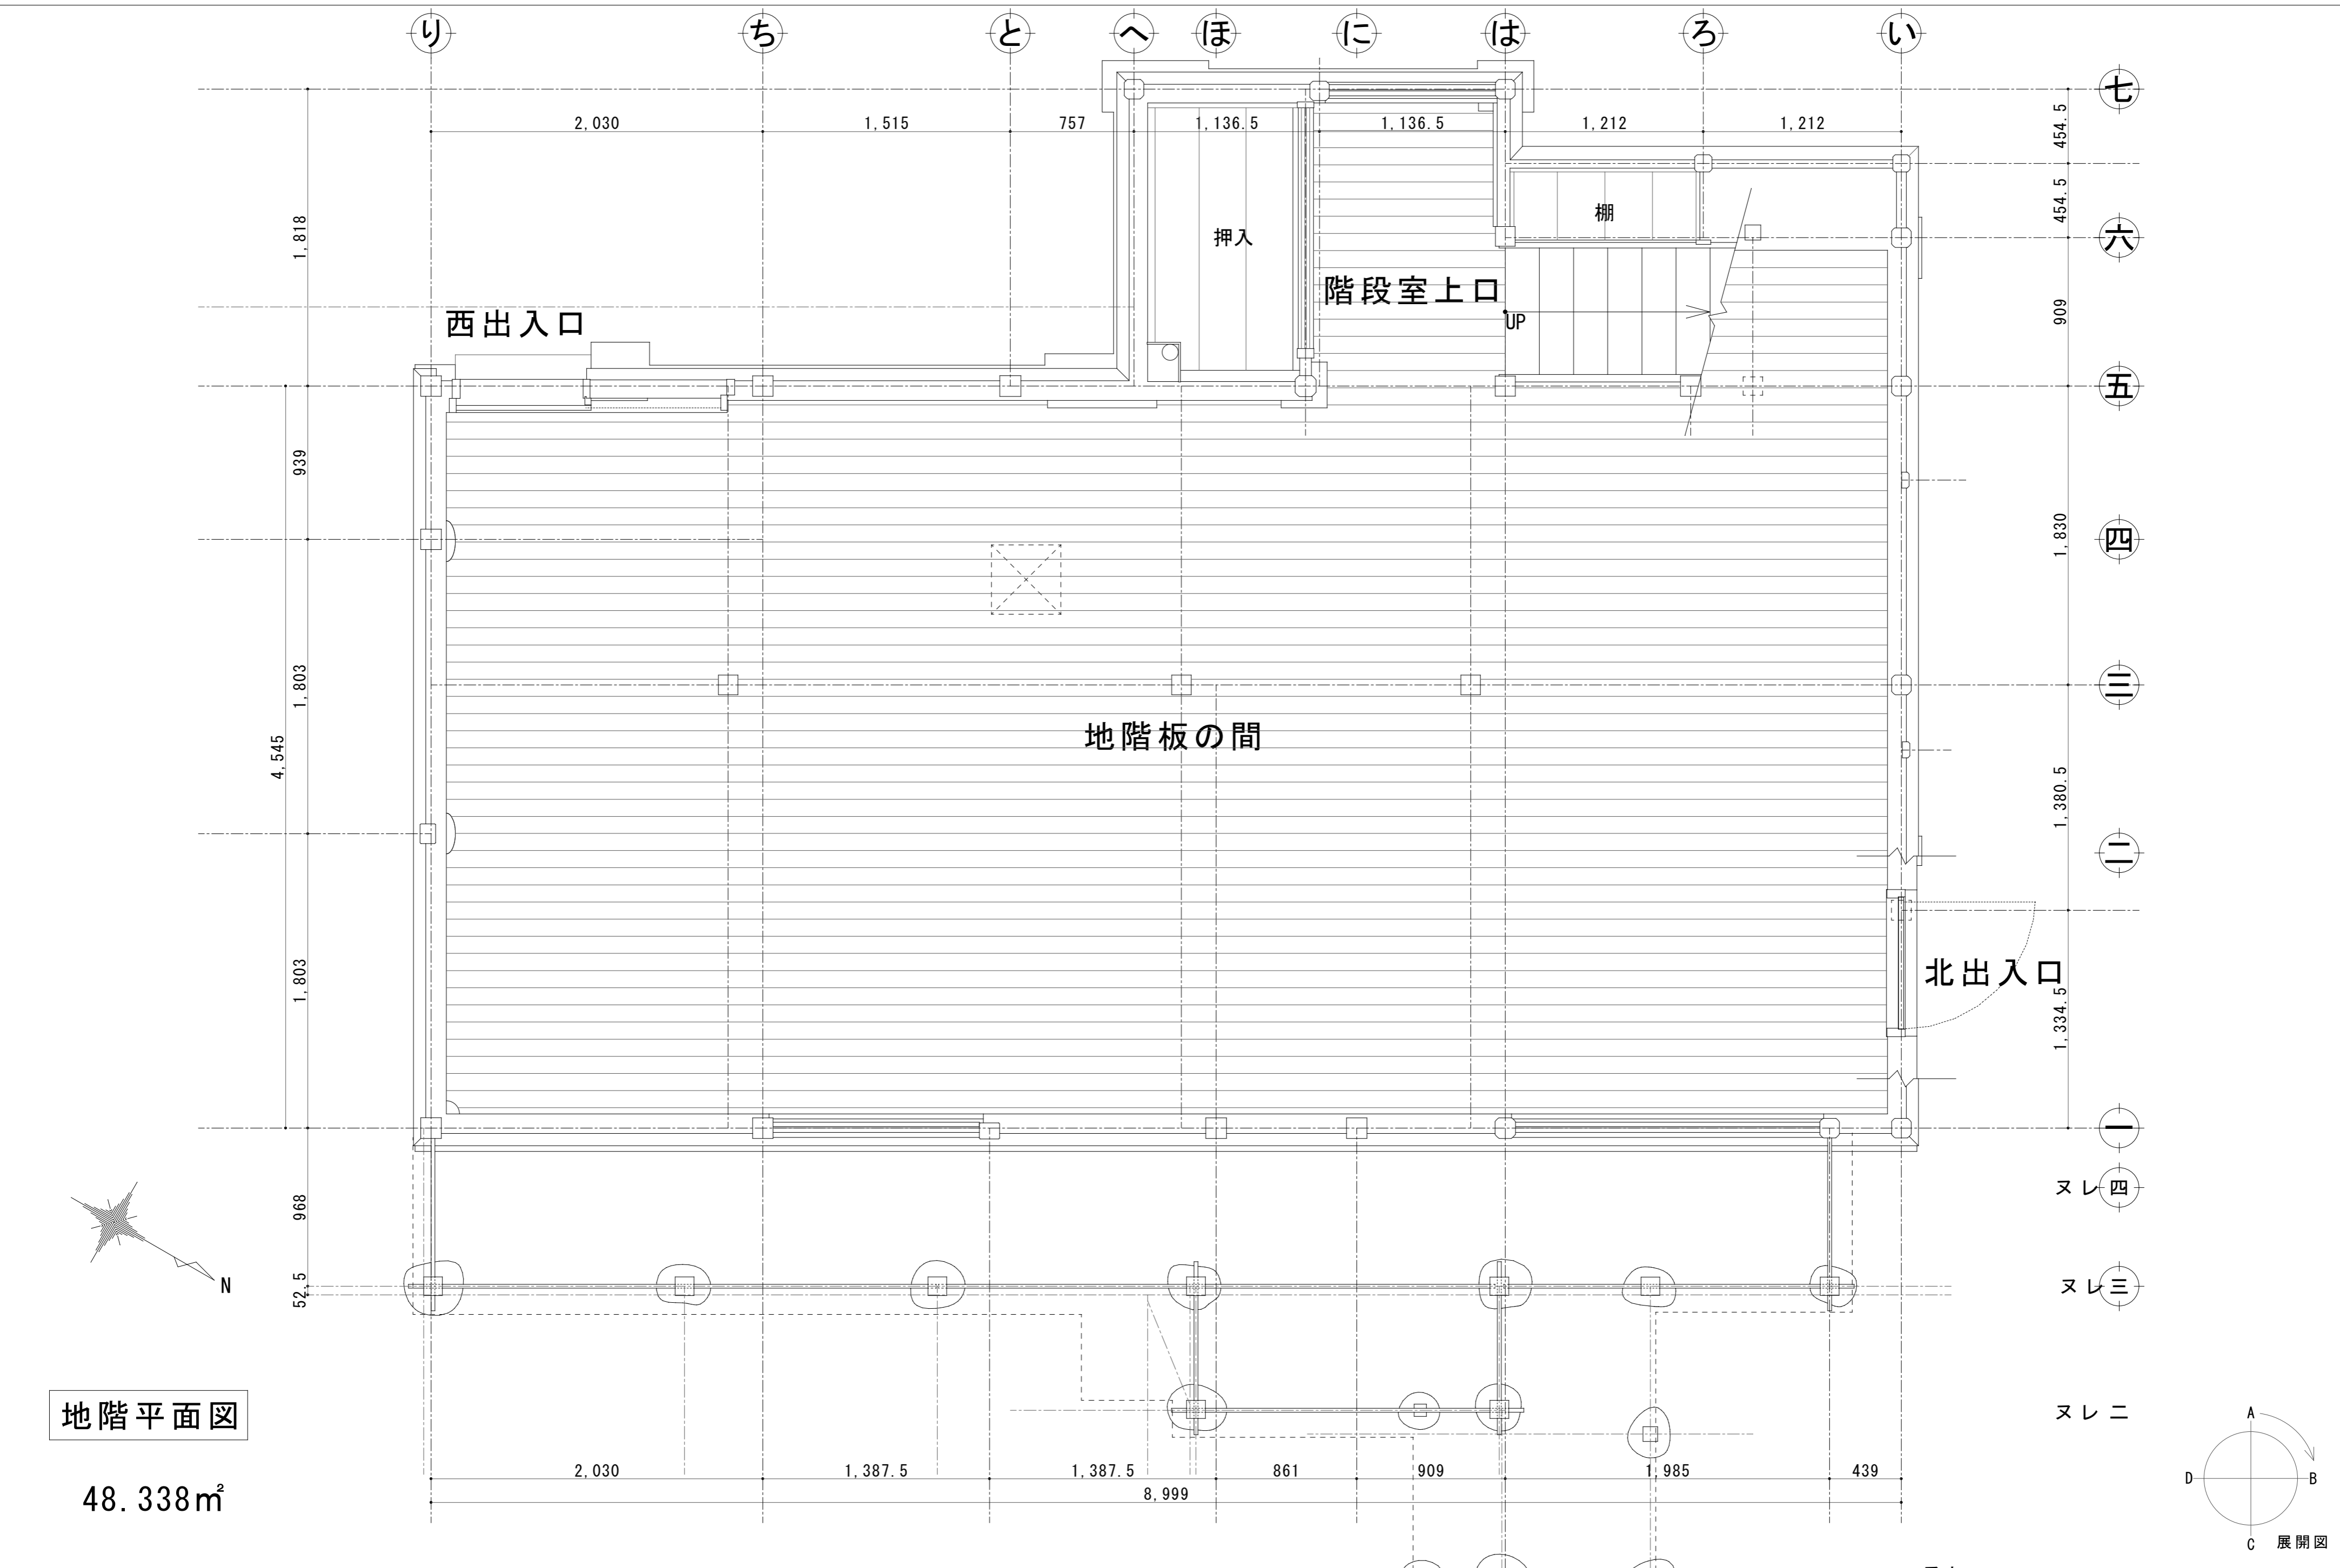 り ち と へ ほ に は ろ い
七
2,030 1,515 757 1,136.5 1,136.5 1,212 1,212
454.5
454.5
棚
六
1,818
押入
階段室上口
909
西出入口
UP
五
939
1,830
四
1,803
三
地階板の間
4,545
1,380.5
二
1,803
北出入口
1,334.5
一
968
ヌレ四
N
52.5
ヌレ三
地階平面図
ヌレ二
A
B
C
D
展開図
2,030 1,387.5 1,387.5 861 909 1,985 439
8,999
48.338㎡